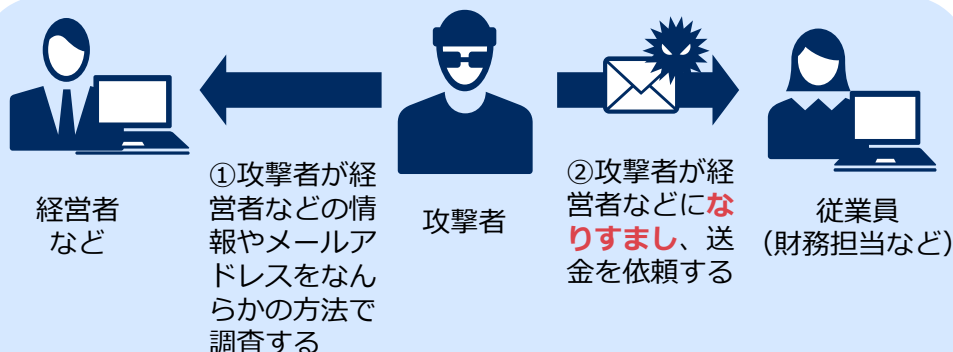 経営者
など
①攻撃者が経
営者などの情
報やメールア
ドレスをなん
らかの方法で
調査する
攻撃者
②攻撃者が経
営者などにな
りすまし、送
金を依頼する
従業員
（財務担当など）